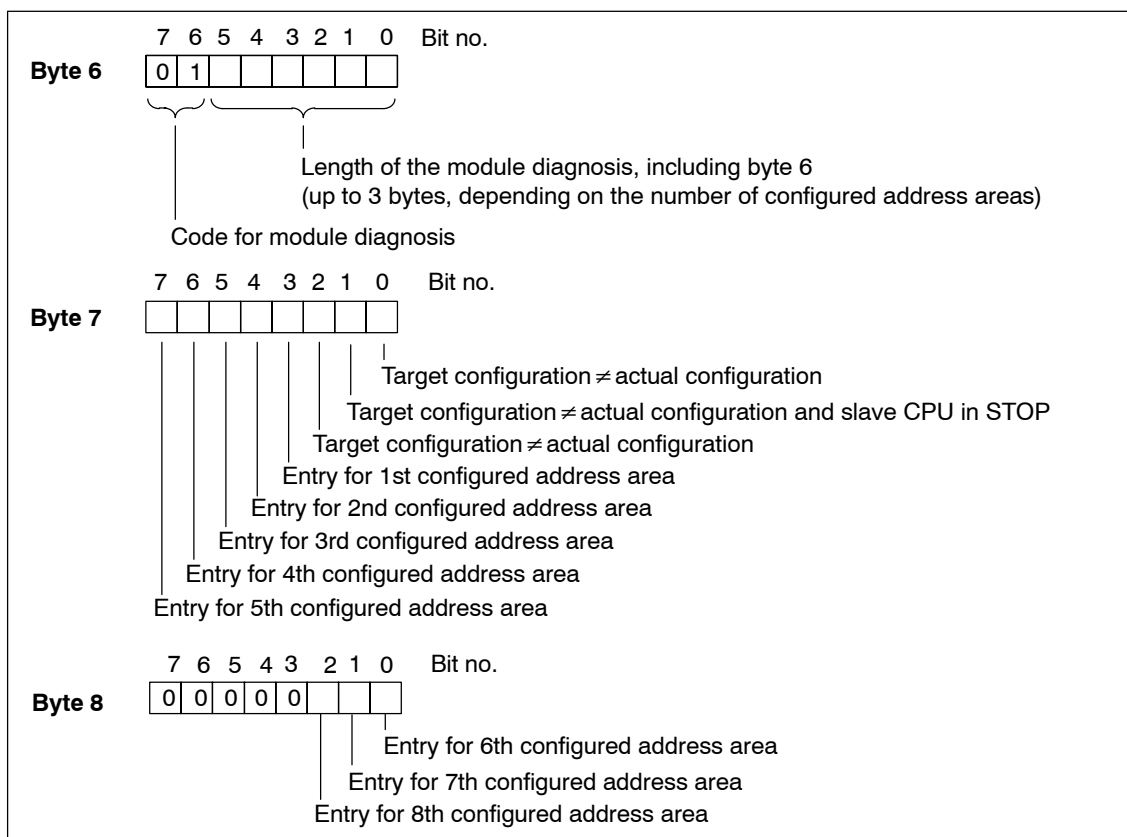 7 6 5 4 3 2 1 0 Bit no.
Byte 6 0 1
Length of the module diagnosis, including byte 6
(up to 3 bytes, depending on the number of configured address areas)
Code for module diagnosis
7 6 5 4 3 2 1 0 Bit no.
Byte 7
Target configuration ≠ actual configuration
Target configuration ≠ actual configuration and slave CPU in STOP
Target configuration ≠ actual configuration
Entry for 1st configured address area
Entry for 2nd configured address area
Entry for 3rd configured address area
Entry for 4th configured address area
Entry for 5th configured address area
7 6 5 4 3 2 1 0 Bit no.
Byte 8 0 0 0 0 0
Entry for 6th configured address area
Entry for 7th configured address area
Entry for 8th configured address area